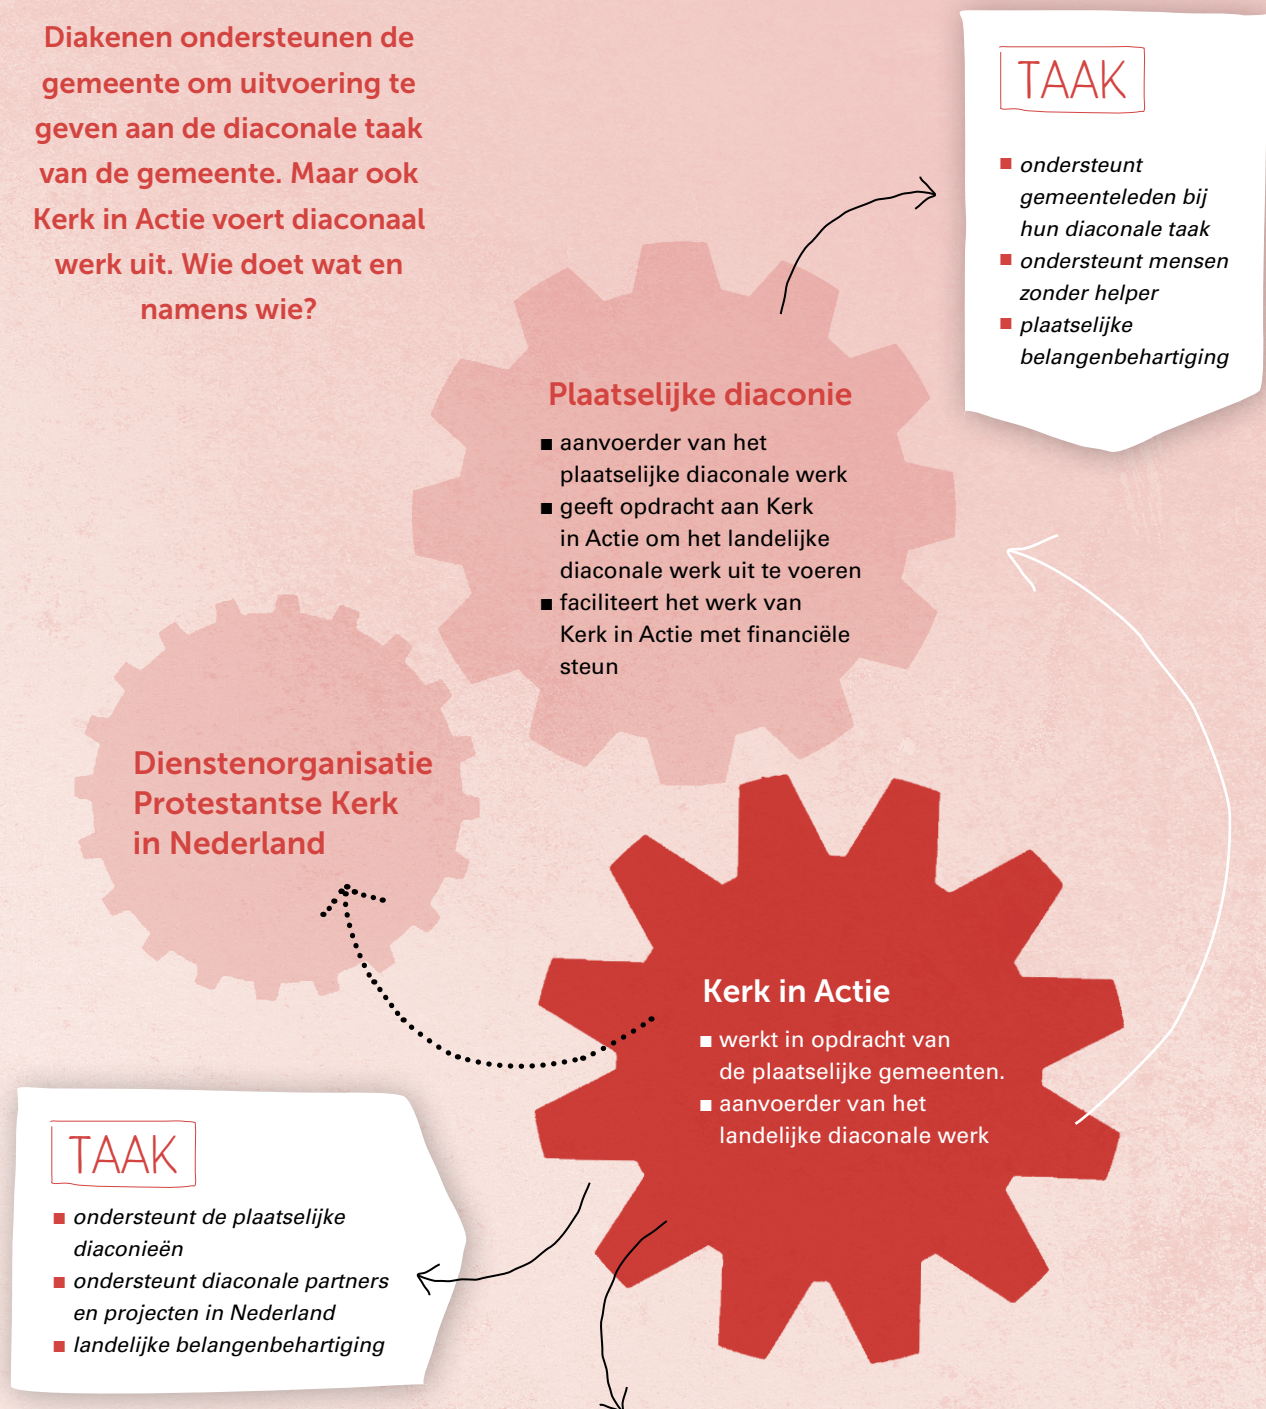 Diakenen ondersteunen de
gemeente om uitvoering te
geven aan de diaconale taak
van de gemeente. Maar ook
Kerk in Actie voert diaconaal
werk uit. Wie doet wat en
namens wie?
TAAK
■ ondersteunt
gemeenteleden bij
hun diaconale taak
■ ondersteunt mensen
zonder helper
■ plaatselijke
belangenbehartiging
Plaatselijke diaconie
■ aanvoerder van het
plaatselijke diaconale werk
■ geeft opdracht aan Kerk
in Actie om het landelijke
diaconale werk uit te voeren
■ faciliteert het werk van
Kerk in Actie met financiële
steun
Dienstenorganisatie
Protestantse Kerk
in Nederland
Kerk in Actie
■ werkt in opdracht van
de plaatselijke gemeenten.
■ aanvoerder van het
landelijke diaconale werk
TAAK
■ ondersteunt de plaatselijke
diaconieën
■ ondersteunt diaconale partners
en projecten in Nederland
■ landelijke belangenbehartiging